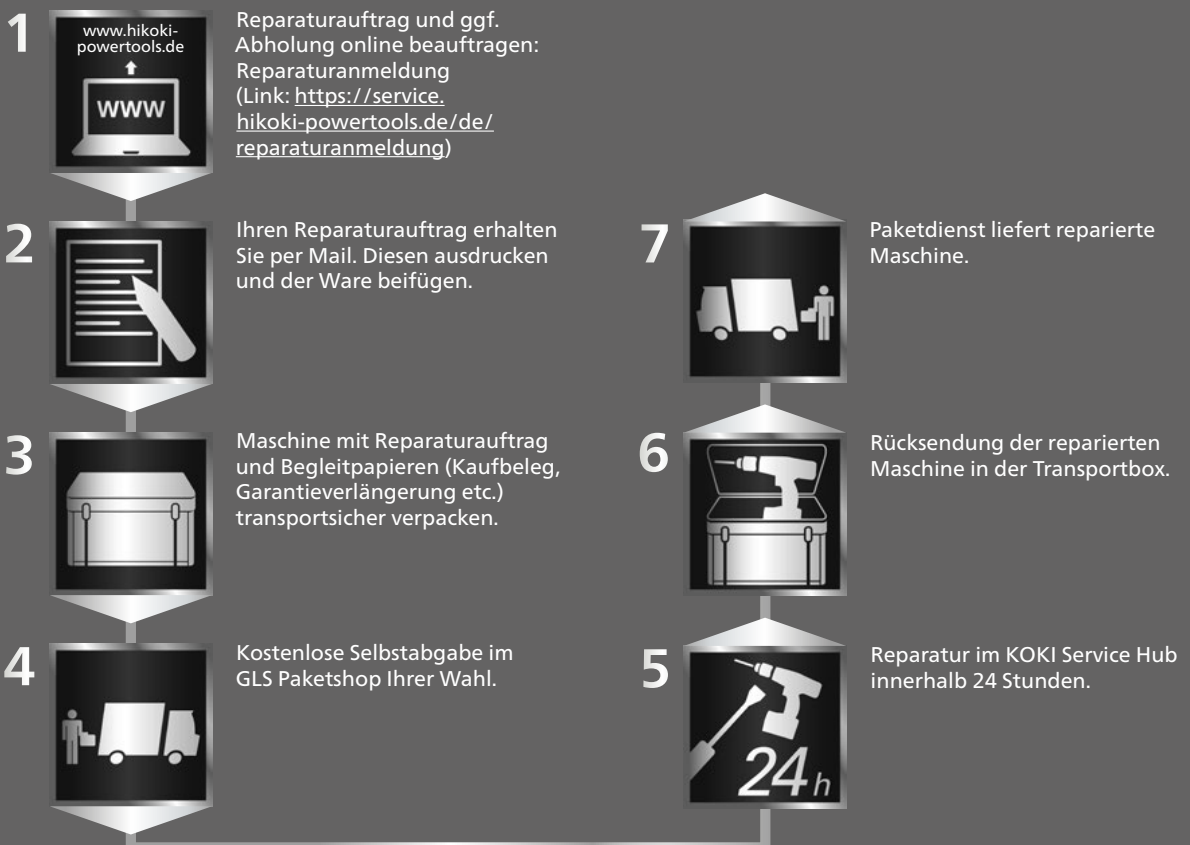 1
www.hikoki-
powertools.de
www
Reparaturauftrag und ggf.
Abholung online beauftragen:
Reparaturanmeldung
(Link: https://service.
hikoki-powertools.de/de/
reparaturanmeldung)
2
Ihren Reparaturauftrag erhalten
Sie per Mail. Diesen ausdrucken
und der Ware beifügen.
3
Maschine mit Reparaturauftrag
und Begleitpapieren (Kaufbeleg,
Garantieverlängerung etc.)
transportsicher verpacken.
4
Kostenlose Selbstabgabe im
GLS Paketshop Ihrer Wahl.
5
24h
Reparatur im KOKI Service Hub
innerhalb 24 Stunden.
6
Rücksendung der reparierten
Maschine in der Transportbox.
7
Paketdienst liefert reparierte
Maschine.